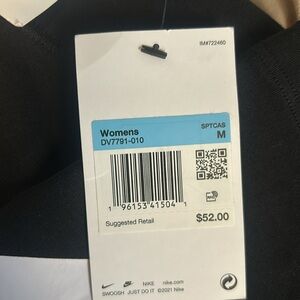 IM#722460
Womens
DV7791-010
SPTCAS
M
1 96153 41504 1
Suggested Retail
$52.00
NIKE nike.com
SWOOSH JUST DO IT ©2021 Nike